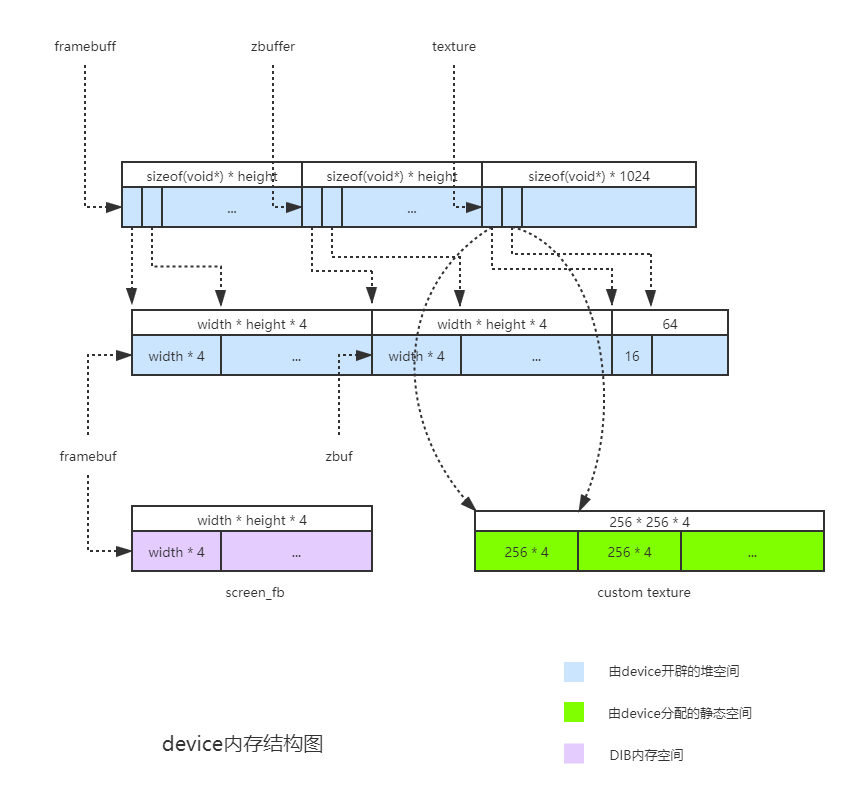 framebuff
zbuffer
texture
sizeof(void*) * height
sizeof(void*) * height
sizeof(void*) * 1024
...
...
width * height * 4
width * height * 4
64
width * 4
...
width * 4
...
16
framebuf
zbuf
width * height * 4
256 * 256 * 4
width * 4
...
256 * 4
256 * 4
...
screen_fb
custom texture
由device开辟的堆空间
由device分配的静态空间
device内存结构图
DIB内存空间